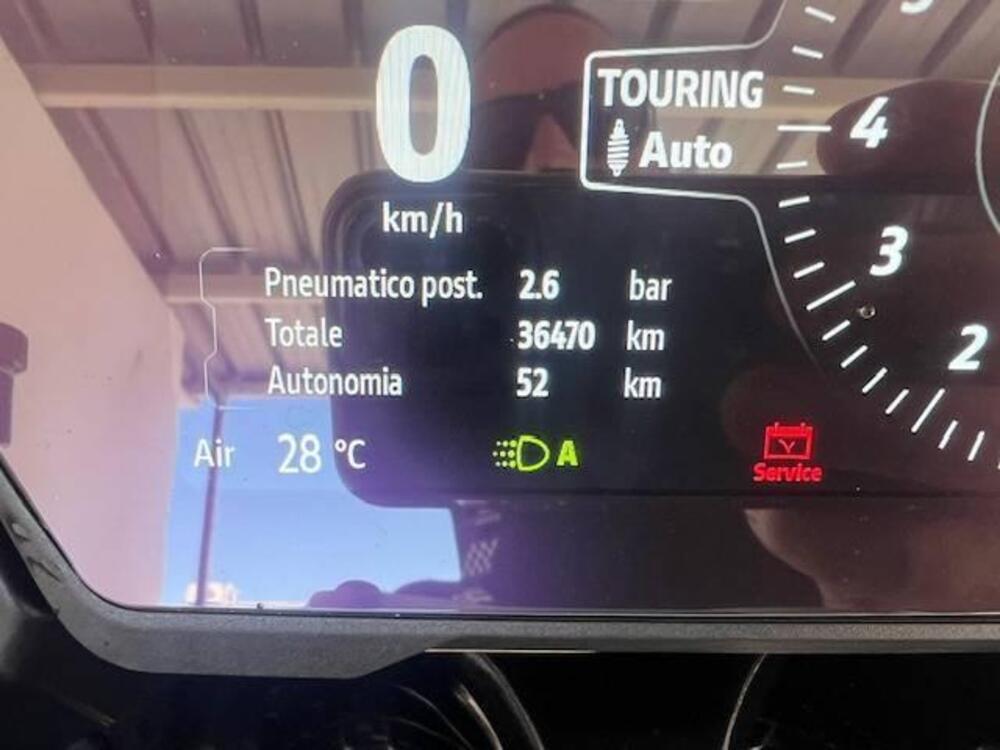 0
km/h
TOURING
Auto
4
3
2
Pneumatico post. 2.6 bar
Totale 36470 km
Autonomia 52 km
Air 28 °C
A
Service